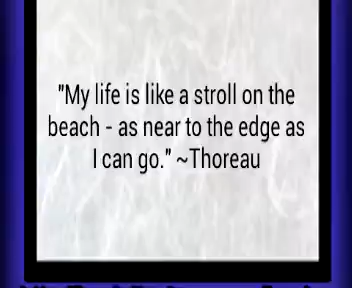 "My life is like a stroll on the
beach - as near to the edge as
I can go." ~Thoreau